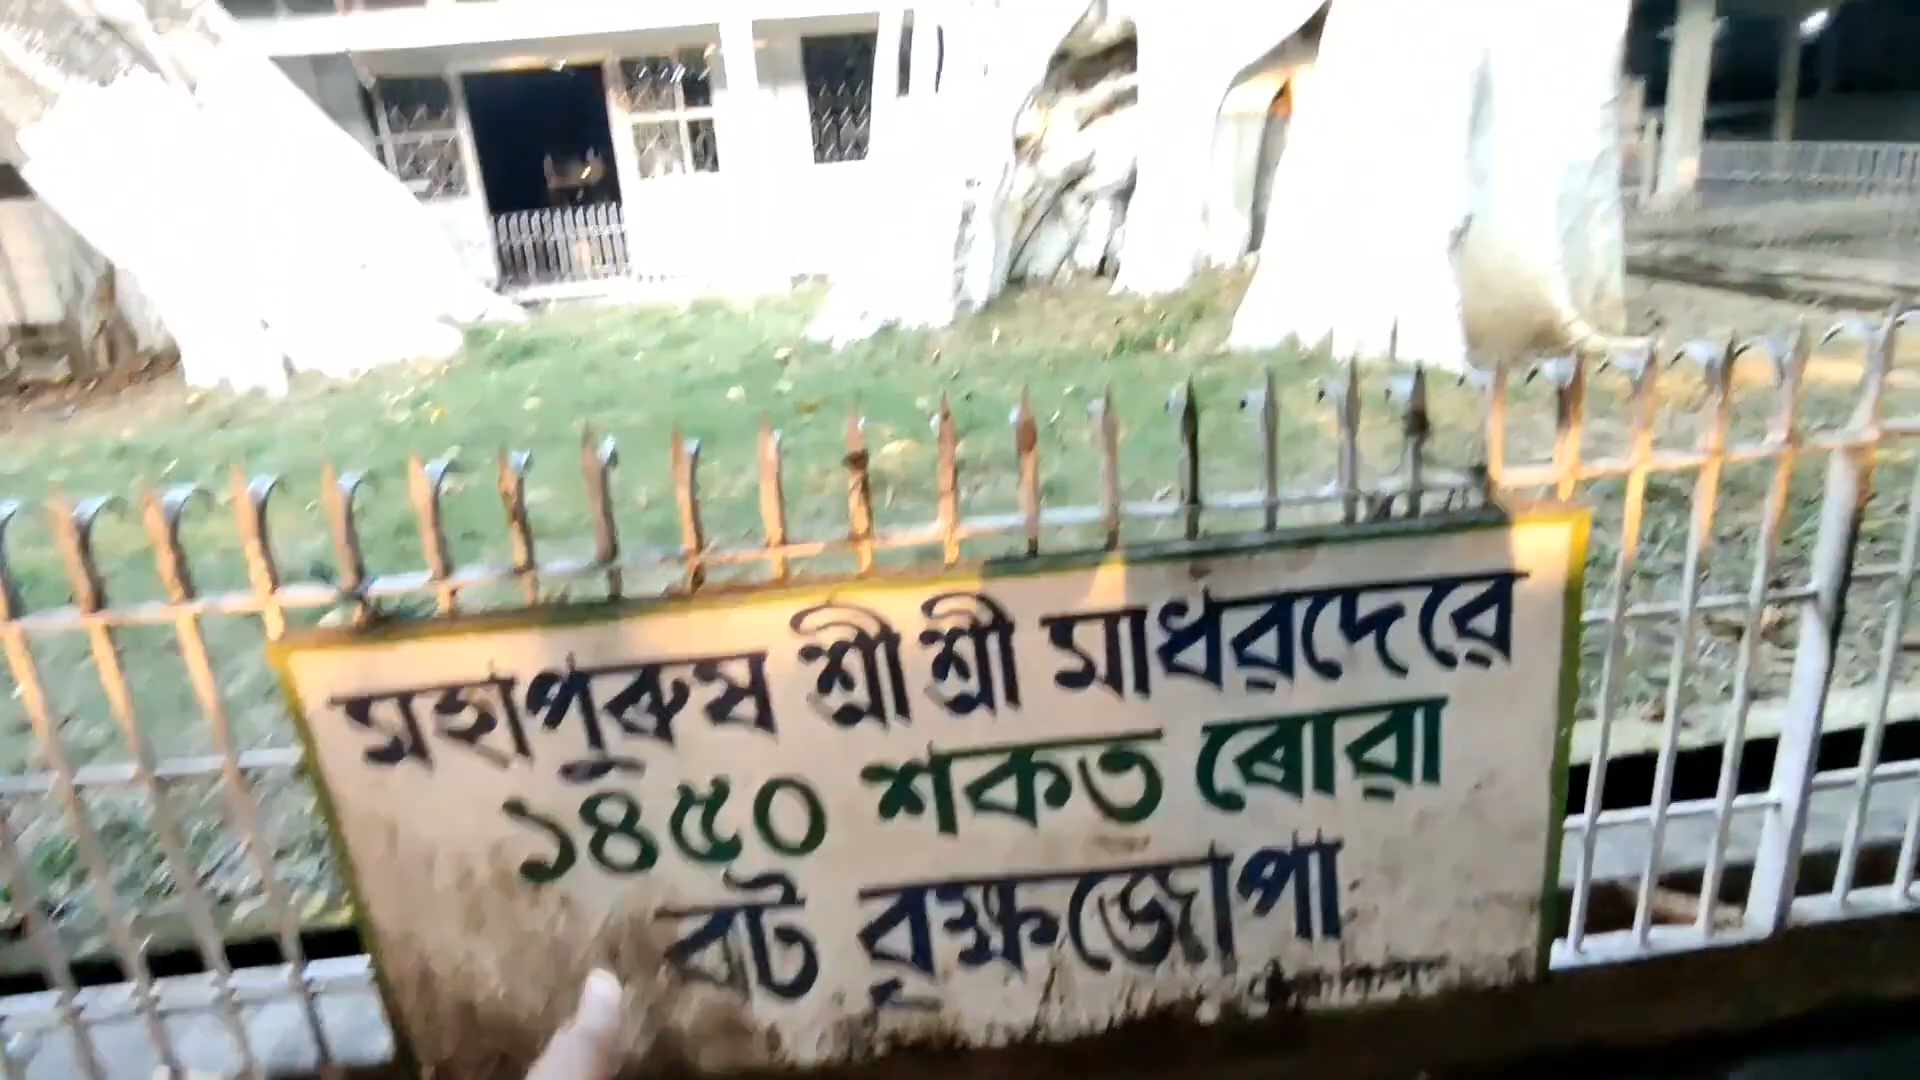 মহাপুৰুষ শ্ৰীশ্ৰী মাধৱদেৱে
১৪৫০ শকত ৰোৱা
বট বৃক্ষজোপা